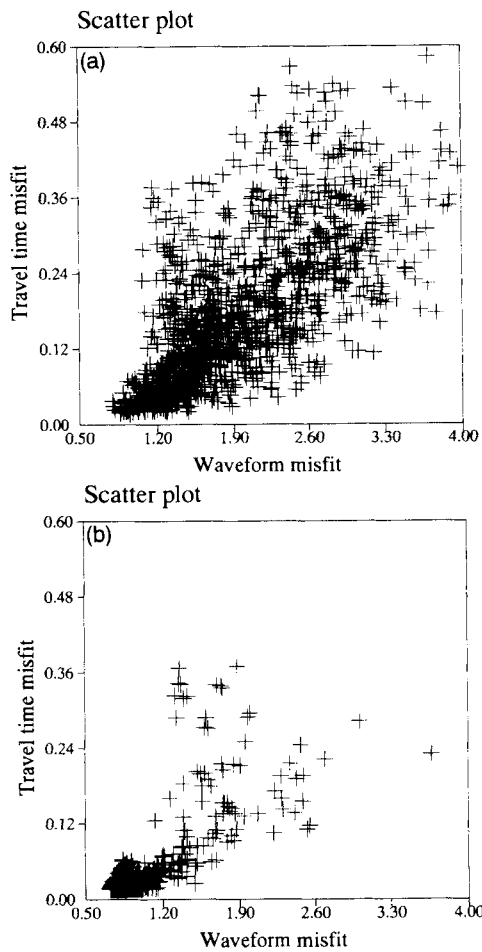 Scatter plot
(a)
0.60
0.48
0.36
0.24
0.12
0.00
Travel time misfit
0.50 1.20 1.90 2.60 3.30 4.00
Waveform misfit
Scatter plot
(b)
0.60
0.48
0.36
0.24
0.12
0.00
Travel time misfit
0.50 1.20 1.90 2.60 3.30 4.00
Waveform misfit